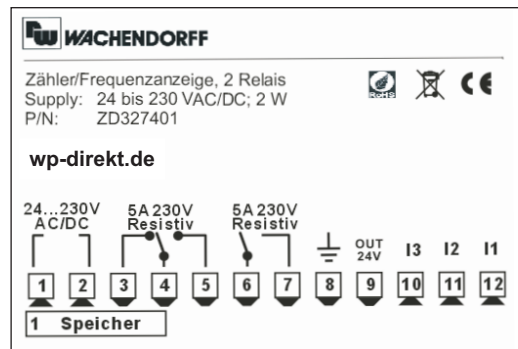 WACHENDORFF
Zähler/Frequenzanzeige, 2 Relais
Supply: 24 bis 230 VAC/DC; 2 W
P/N: ZD327401
RoHS
CE
wp-direkt.de
24...230V 5A 230V 5A 230V
AC/DC Resistiv Resistiv
OUT
24V I3 I2 I1
1 2 3 4 5 6 7 8 9 10 11 12
1 Speicher